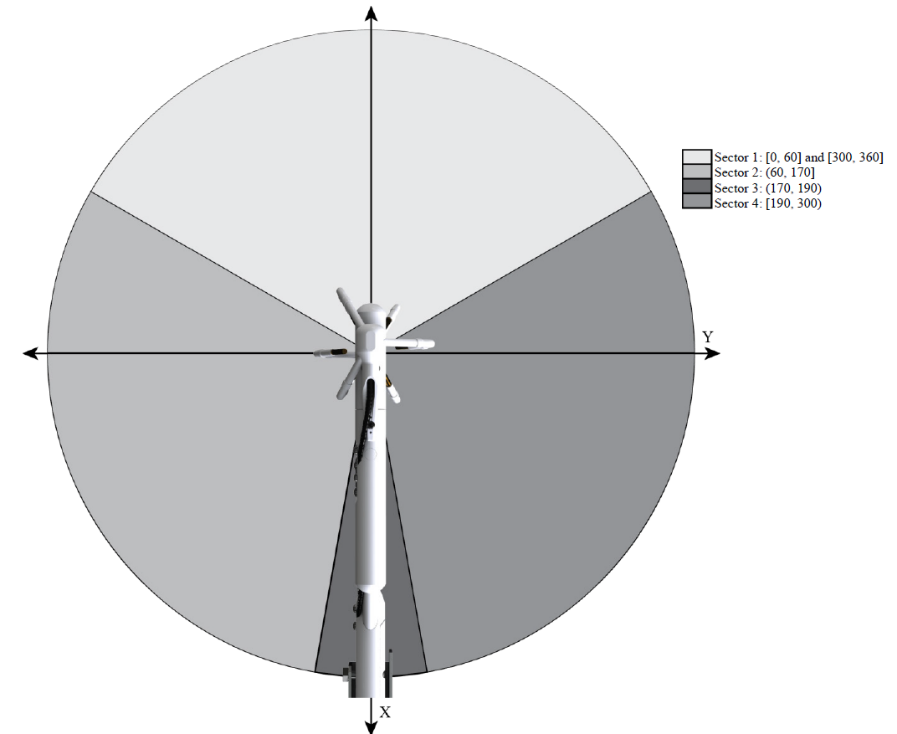 Sector 1: [0, 60] and [300, 360]
Sector 2: (60, 170]
Sector 3: (170, 190)
Sector 4: [190, 300)
Y
X